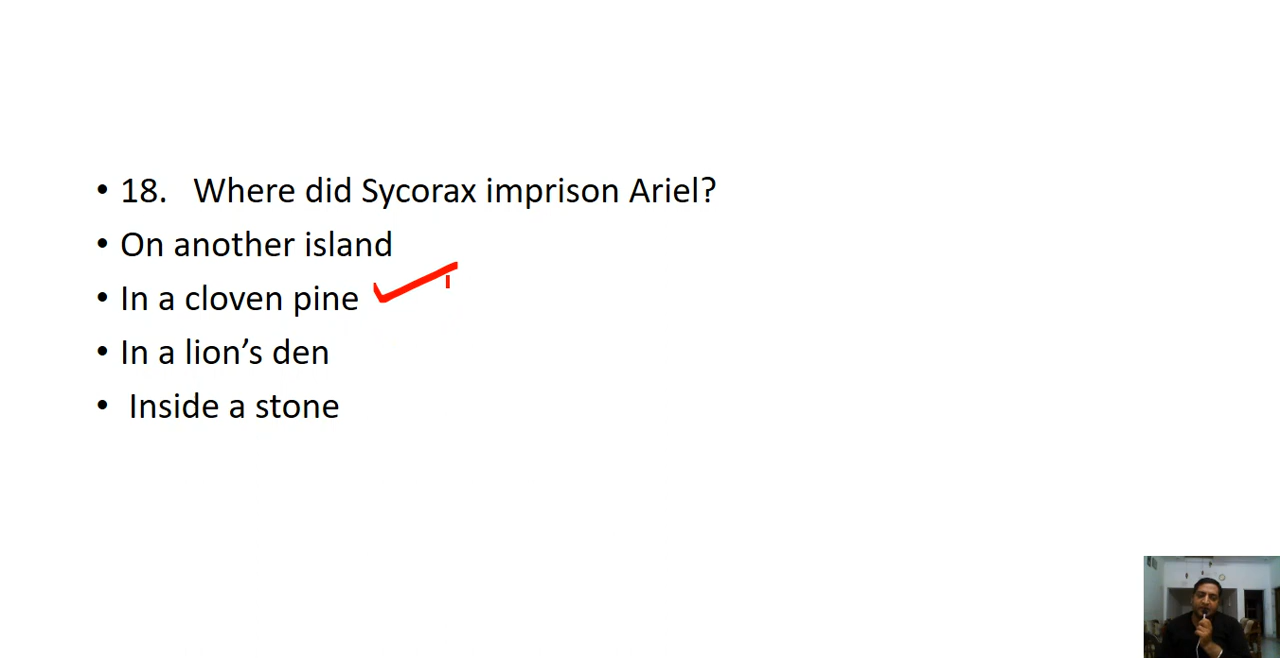 • 18. Where did Sycorax imprison Ariel?
• On another island
• In a cloven pine
• In a lion’s den
• Inside a stone